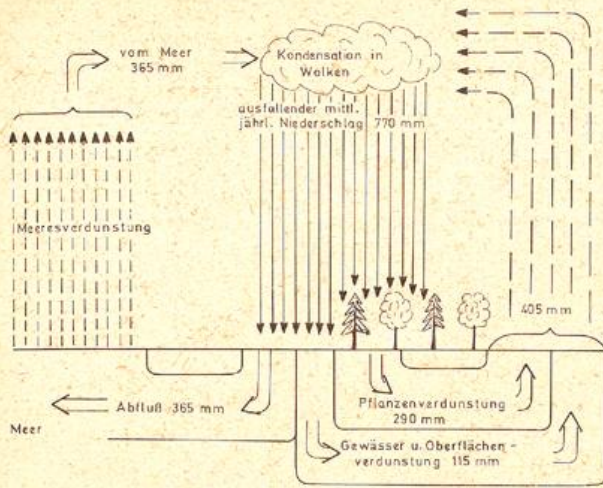 vom Meer
365 mm
Kondensation in
Wolken
ausfallender mittl.
jährl. Niederschlag 770 mm
Meeresverdunstung
405 mm
Abfluß 365 mm
Pflanzenverdunstung
290 mm
Meer
Gewässer u. Oberflächen-
verdunstung 115 mm